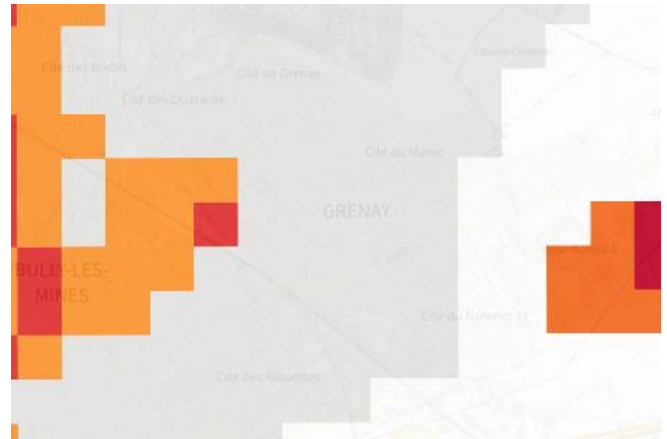 Cité des Brebis
Cité de Grenay
Cité des Quarante
Cité du Maroc
GRENAY
BULLY-LES-
MINES
Cité du Numéro 11
Cité des Alouettes